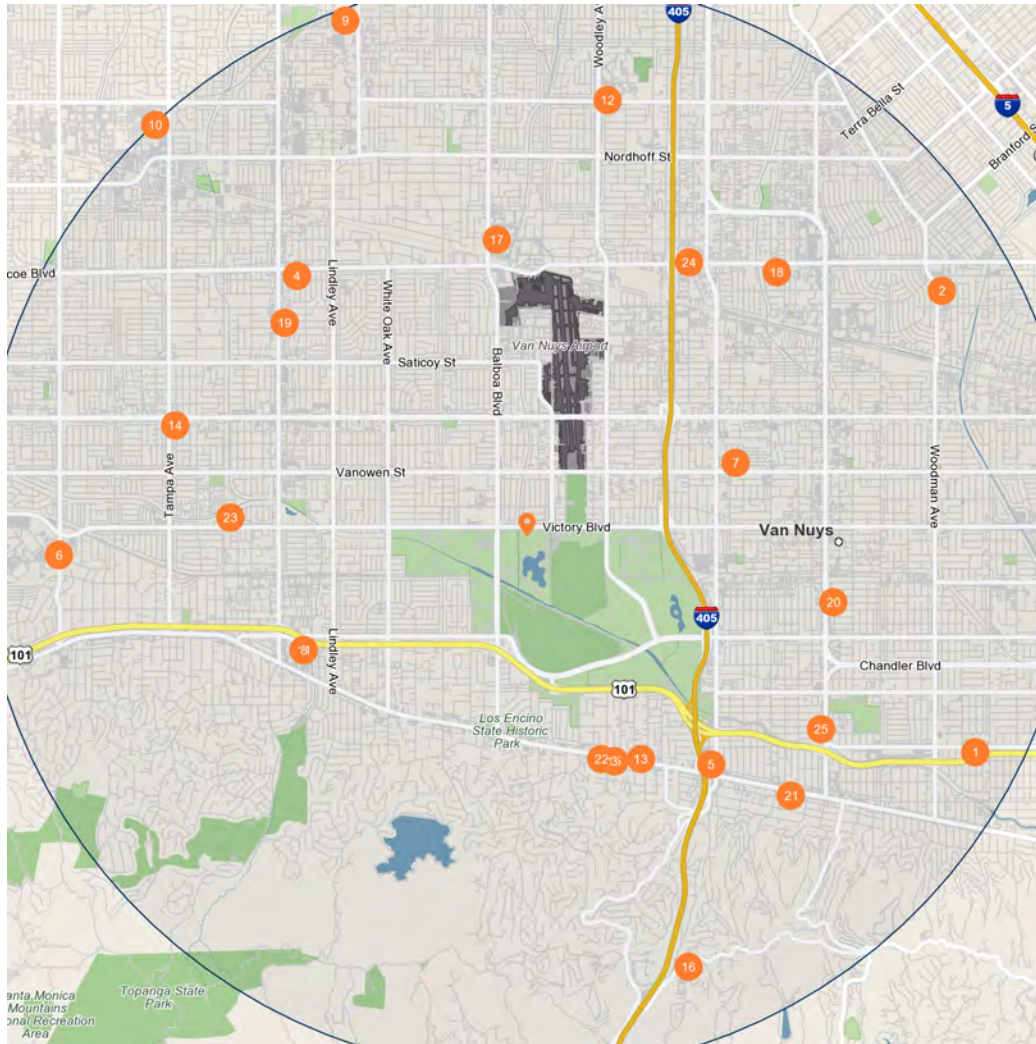 9
405
Woodley A
5
12
10
Terra Bella St
Branford S
Nordhoff St
17
24
18
coe Blvd
4
2
Lindley Ave
White Oak Ave
19
Van Nuys Airport
Balboa Blvd
Saticoy St
14
7
Vanowen St
Tampa Ave
Woodman Ave
23
Victory Blvd
Van Nuys
6
20
405
Lindley Ave
101
Chandler Blvd
101
Los Encino
State Historic
Park
25
22
13
5
1
21
16
Topanga State
Park
anta Monica
Mountains
onal Recreation
Area